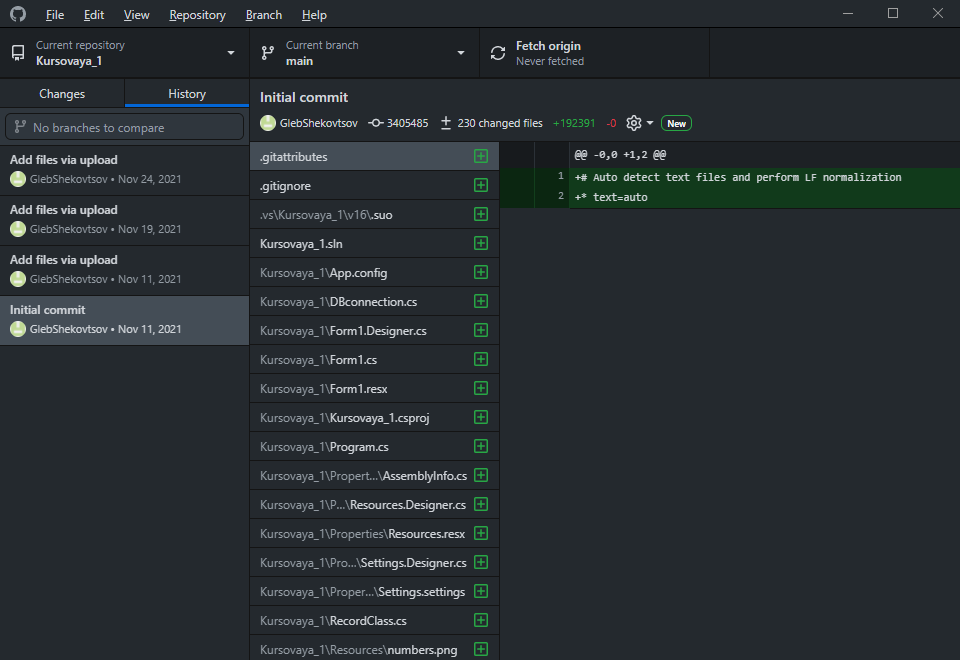 File Edit View Repository Branch Help
Current repository
Kursovaya_1
Current branch
main
Fetch origin
Never fetched
Changes
History
No branches to compare
Add files via upload
GlebShekovtsov • Nov 24, 2021
Add files via upload
GlebShekovtsov • Nov 19, 2021
Add files via upload
GlebShekovtsov • Nov 11, 2021
Initial commit
GlebShekovtsov • Nov 11, 2021
Initial commit
GlebShekovtsov 3405485 230 changed files +192391 -0 New
.gitattributes
.gitignore
.vs\Kursovaya_1\v16\.suo
Kursovaya_1.sln
Kursovaya_1\App.config
Kursovaya_1\DBconnection.cs
Kursovaya_1\Form1.Designer.cs
Kursovaya_1\Form1.cs
Kursovaya_1\Form1.resx
Kursovaya_1\Kursovaya_1.csproj
Kursovaya_1\Program.cs
Kursovaya_1\Propert...\AssemblyInfo.cs
Kursovaya_1\P...\Resources.Designer.cs
Kursovaya_1\Properties\Resources.resx
Kursovaya_1\Pro...\Settings.Designer.cs
Kursovaya_1\Proper...\Settings.settings
Kursovaya_1\RecordClass.cs
Kursovaya_1\Resources\numbers.png
@@ -0,0 +1,2 @@
1 +# Auto detect text files and perform LF normalization
2 +* text=auto